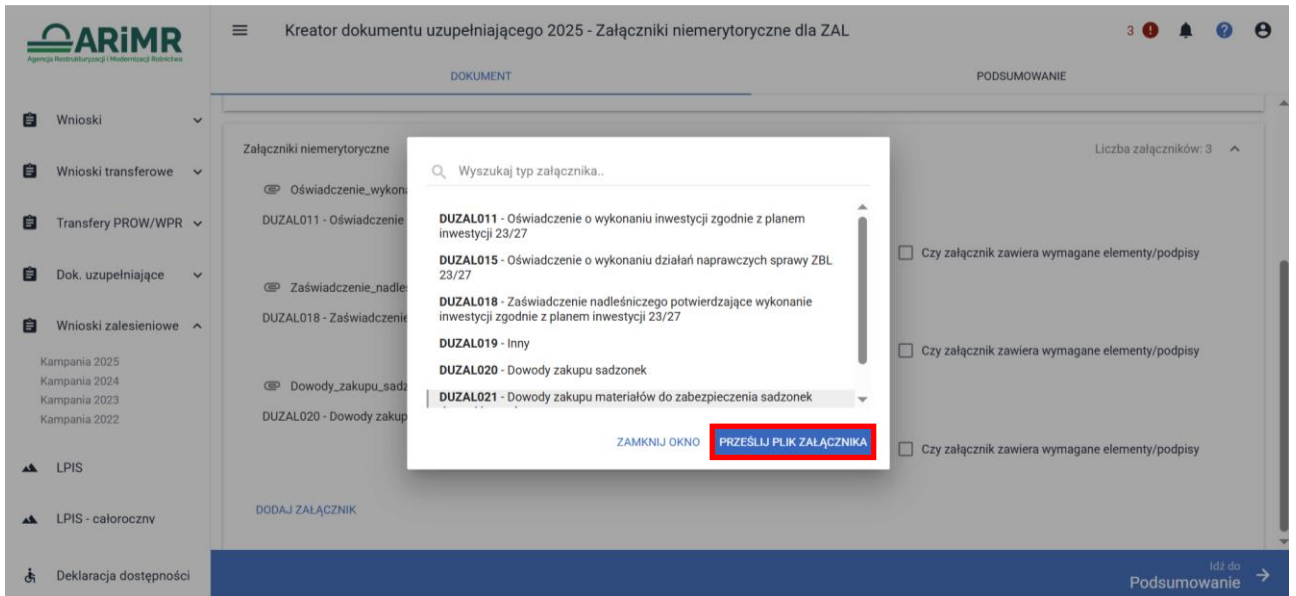 ARiMR
Agencja Restrukturyzacji i Modernizacji Rolnictwa
Kreator dokumentu uzupełniającego 2025 - Załączniki niemerytoryczne dla ZAL
3
DOKUMENT
PODSUMOWANIE
Wnioski
Wnioski transferowe
Transfery PROW/WPR
Dok. uzupełniające
Wnioski zalesieniowe
Kampania 2025
Kampania 2024
Kampania 2023
Kampania 2022
LPIS
LPIS - całoroczny
Deklaracja dostępności
Załączniki niemerytoryczne
Liczba załączników: 3
Oświadczenie_wykona
DUZAL011 - Oświadczenie
Czy załącznik zawiera wymagane elementy/podpisy
Zaświadczenie_nadle
DUZAL018 - Zaświadczenie
Czy załącznik zawiera wymagane elementy/podpisy
Dowody_zakupu_sadz
DUZAL020 - Dowody zakup
Czy załącznik zawiera wymagane elementy/podpisy
DODAJ ZAŁĄCZNIK
Wyszukaj typ załącznika..
DUZAL011 - Oświadczenie o wykonaniu inwestycji zgodnie z planem
inwestycji 23/27
DUZAL015 - Oświadczenie o wykonaniu działań naprawczych sprawy ZBL
23/27
DUZAL018 - Zaświadczenie nadleśniczego potwierdzające wykonanie
inwestycji zgodnie z planem inwestycji 23/27
DUZAL019 - Inny
DUZAL020 - Dowody zakupu sadzonek
DUZAL021 - Dowody zakupu materiałów do zabezpieczenia sadzonek
ZAMKNIJ OKNO
PRZEŚLIJ PLIK ZAŁĄCZNIKA
Idź do
Podsumowanie